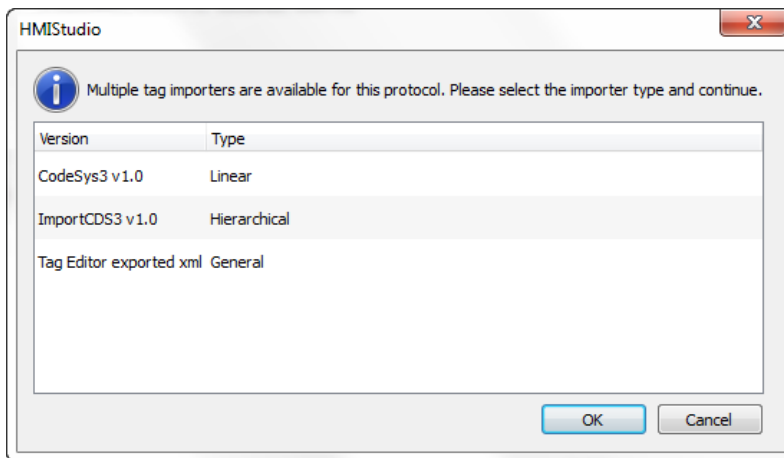 HMIStudio
Multiple tag importers are available for this protocol. Please select the importer type and continue.
Version Type
CodeSys3 v1.0 Linear
ImportCDS3 v1.0 Hierarchical
Tag Editor exported xml General
OK Cancel